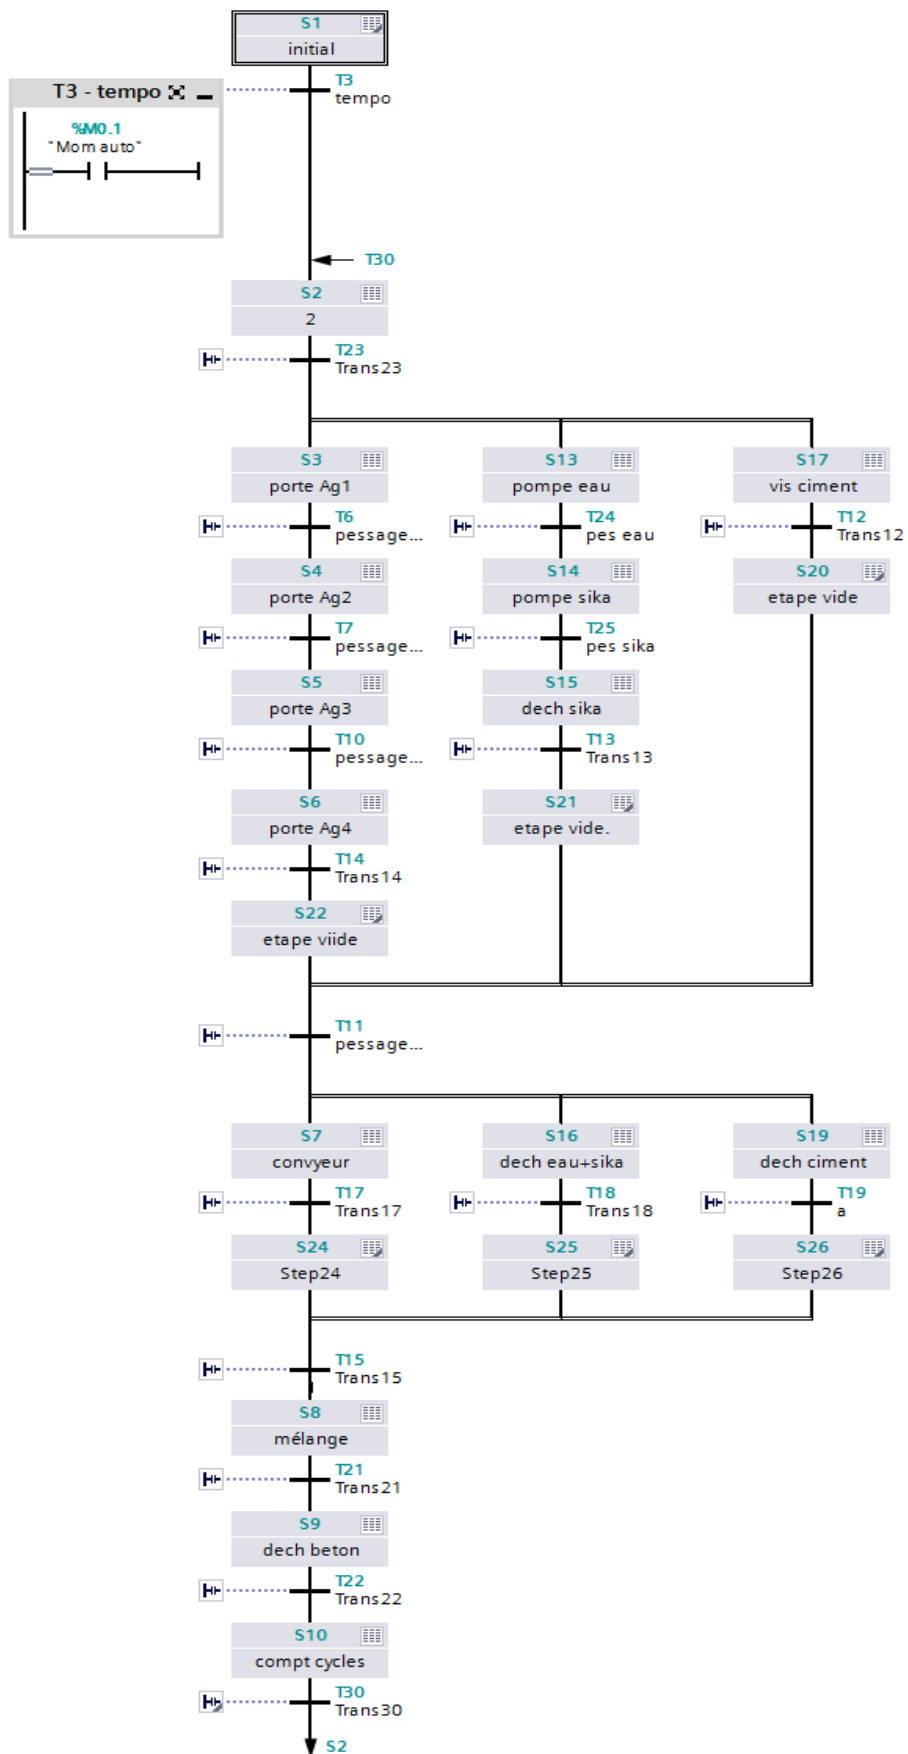 S1
initial
T3
tempo
T3 - tempo
%M0.1
"Mom auto"
T30
S2
2
T23
Trans23
S3
porte Ag1
S13
pompe eau
S17
vis ciment
T6
pessage...
T24
pes eau
T12
Trans12
S4
porte Ag2
S14
pompe sika
S20
etape vide
T7
pessage...
T25
pes sika
S5
porte Ag3
S15
dech sika
T10
pessage...
T13
Trans13
S6
porte Ag4
S21
etape vide.
T14
Trans14
S22
etape viide
T11
pessage...
S7
convyeur
S16
dech eau+sika
S19
dech ciment
T17
Trans17
T18
Trans18
T19
a
S24
Step24
S25
Step25
S26
Step26
T15
Trans15
S8
mélange
T21
Trans21
S9
dech beton
T22
Trans22
S10
compt cycles
T30
Trans30
S2